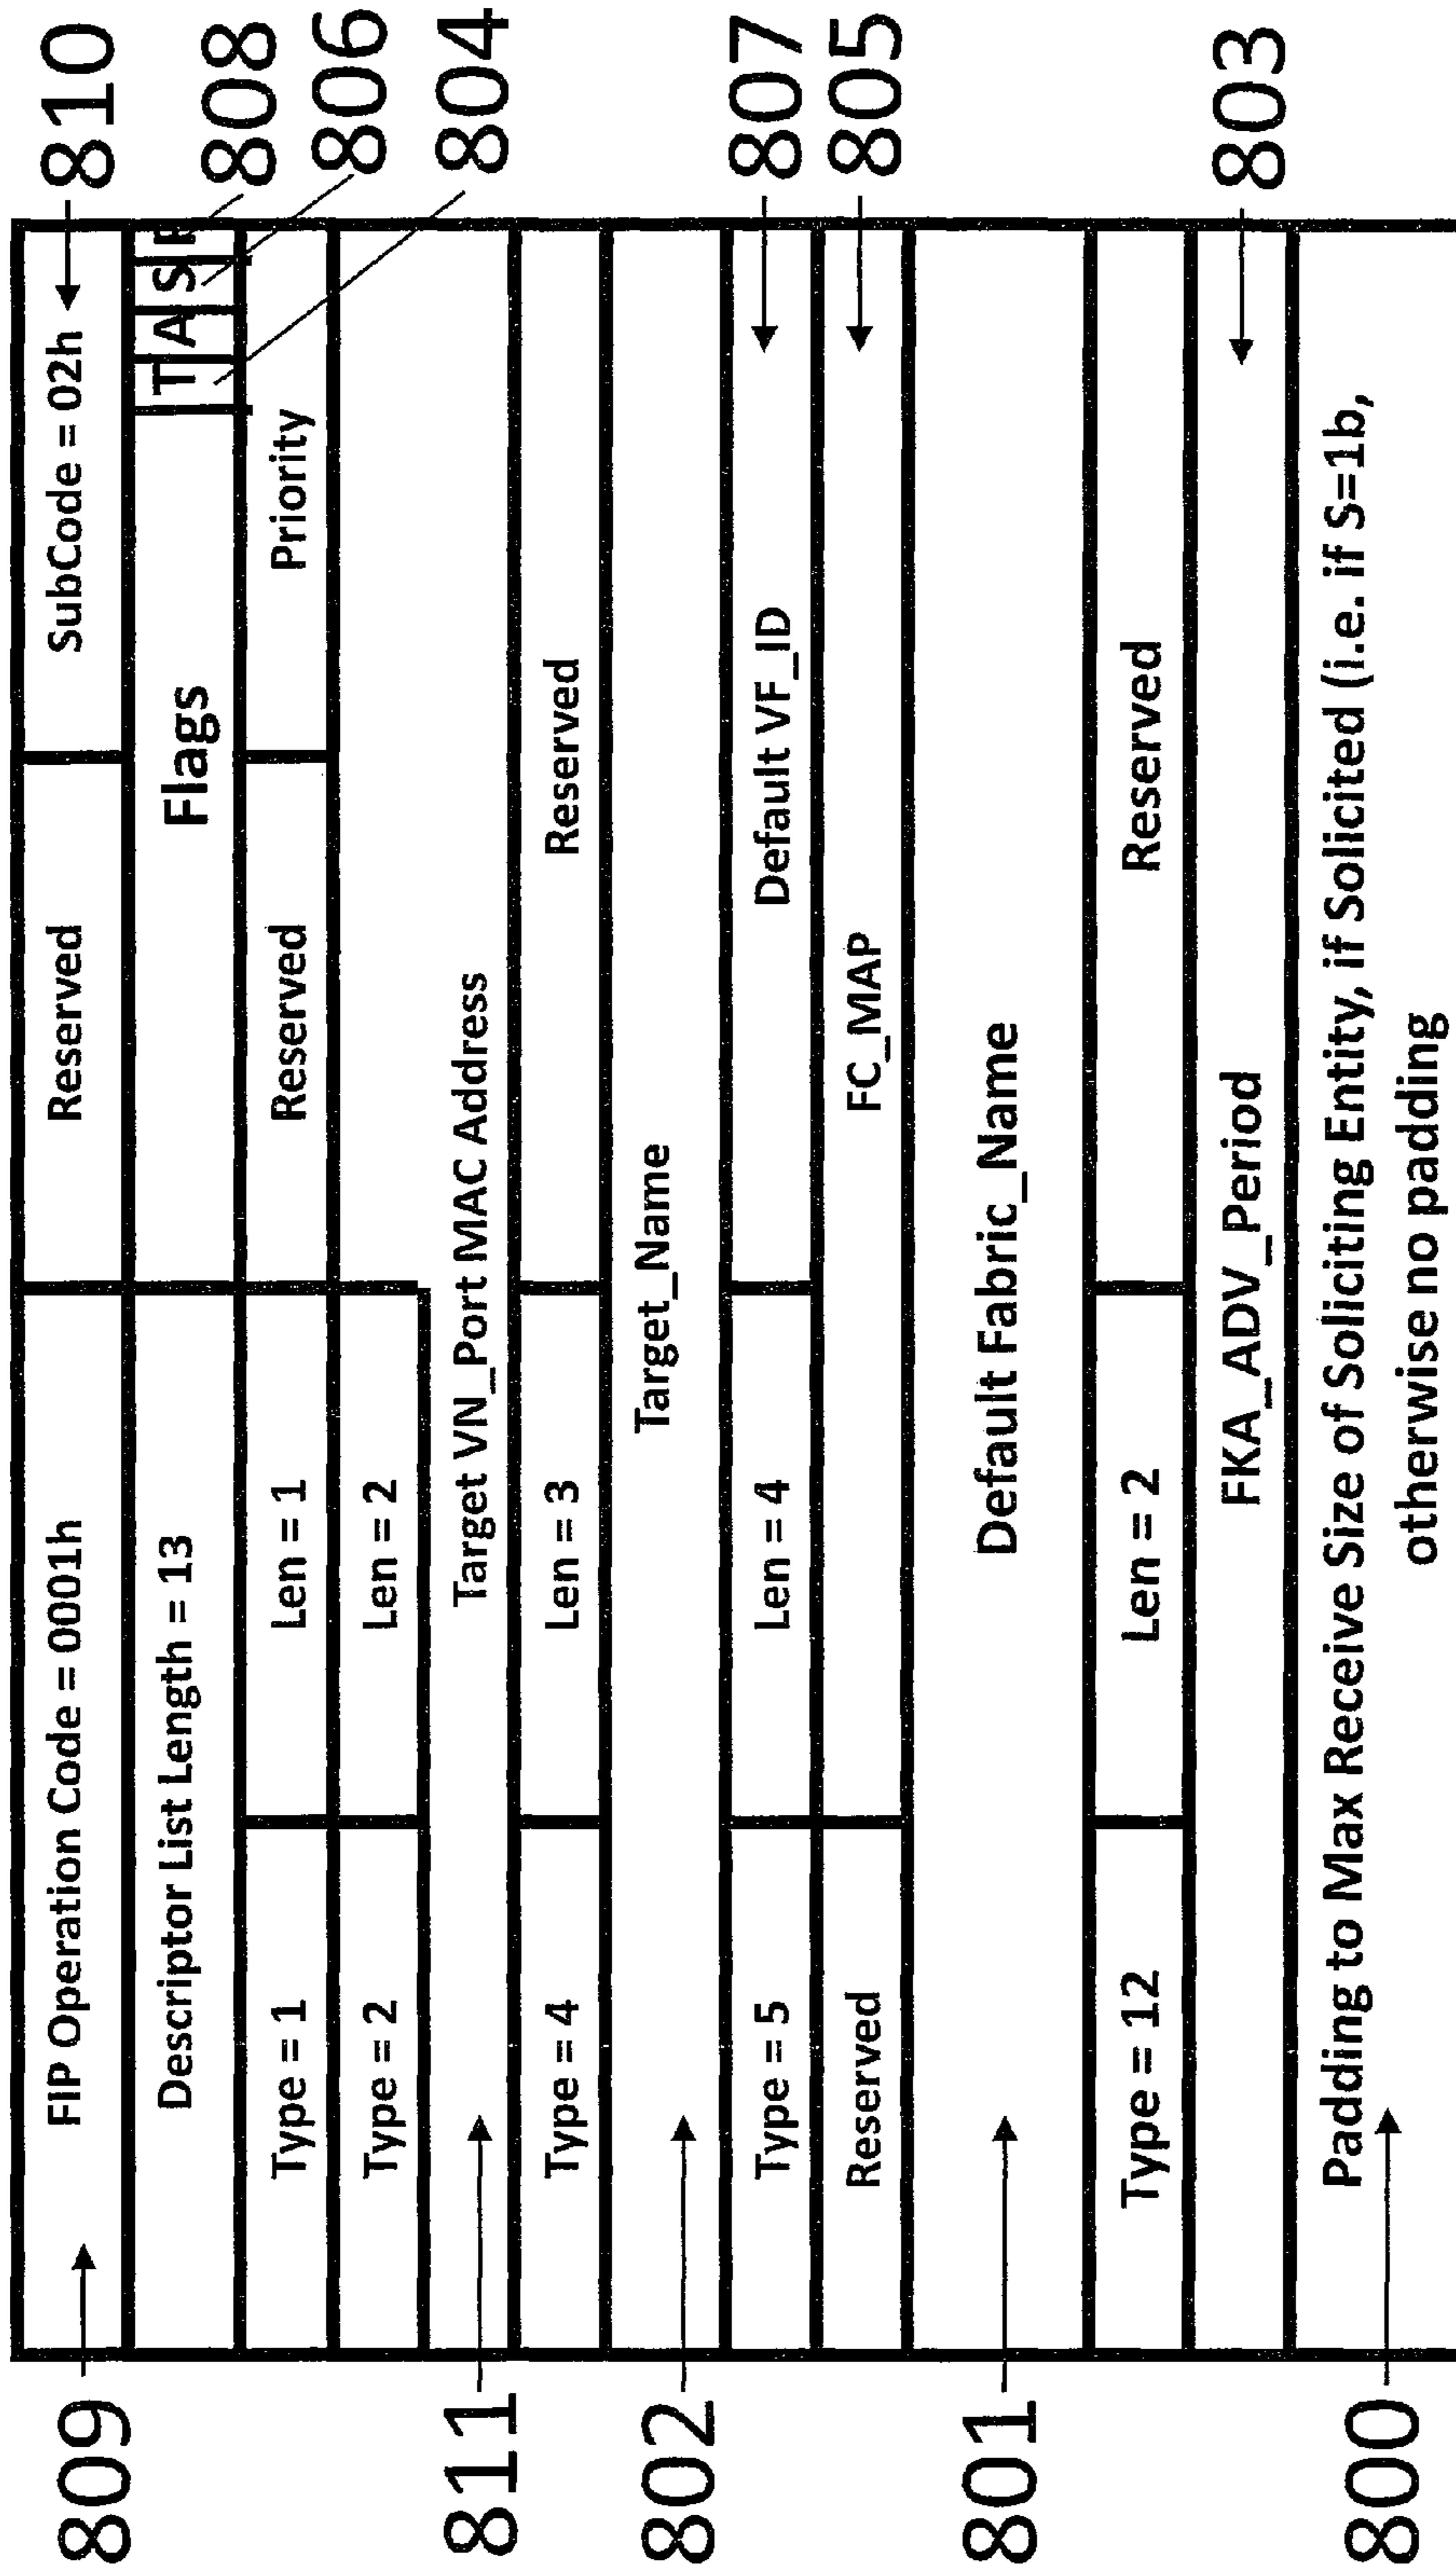 809 FIP Operation Code = 0001h Reserved SubCode = 02h 810
Descriptor List Length = 13 Flags T A S F 808
806
Type = 1 Len = 1 Reserved Priority
Type = 2 Len = 2 804
811 Target VN_Port MAC Address
Type = 4 Len = 3 Reserved
802 Target_Name
Type = 5 Len = 4 Default VF_ID 807
Reserved FC_MAP 805
801 Default Fabric_Name
Type = 12 Len = 2 Reserved
FKA_ADV_Period 803
Padding to Max Receive Size of Soliciting Entity, if Solicited (i.e. if S=1b,
800 otherwise no padding